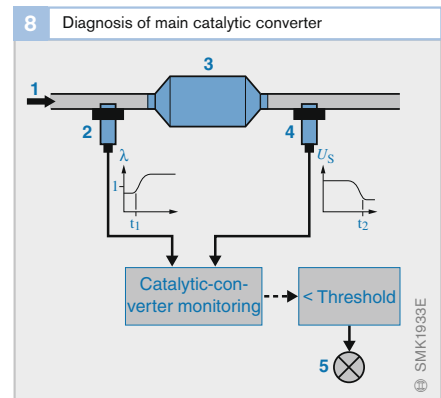 8 Diagnosis of main catalytic converter
3
1
2
4
λ
1
t1
US
t2
Catalytic-con-
verter monitoring
< Threshold
5
SMK1933E